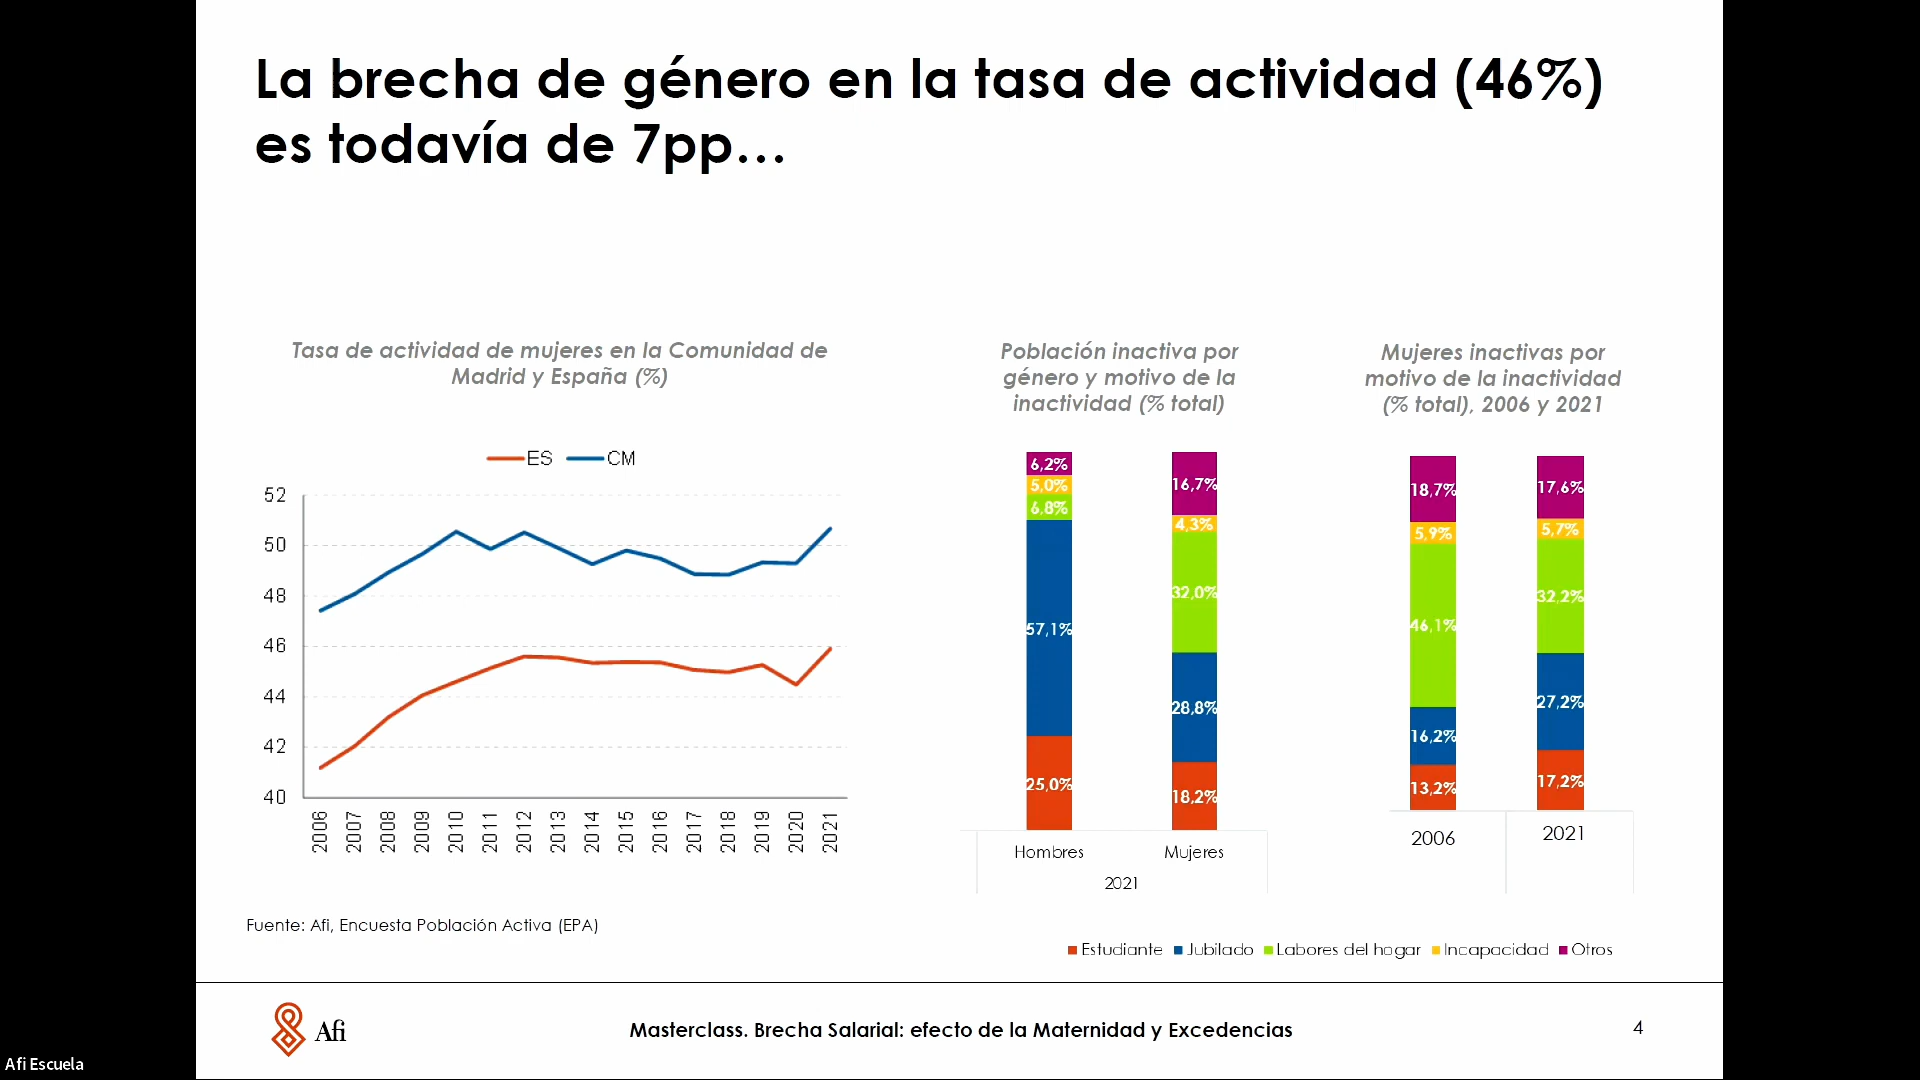 La brecha de género en la tasa de actividad (46%)
es todavía de 7pp…
Tasa de actividad de mujeres en la Comunidad de
Madrid y España (%)
ES CM
52
50
48
46
44
42
40
2006 2007 2008 2009 2010 2011 2012 2013 2014 2015 2016 2017 2018 2019 2020 2021
Fuente: Afi, Encuesta Población Activa (EPA)
Población inactiva por
género y motivo de la
inactividad (% total)
6,2% 16,7%
5,0% 4,3%
6,8% 32,0%
57,1% 28,8%
25,0% 18,2%
Hombres Mujeres
2021
Mujeres inactivas por
motivo de la inactividad
(% total), 2006 y 2021
18,7% 17,6%
5,9% 5,7%
46,1% 32,2%
16,2% 27,2%
13,2% 17,2%
2006 2021
Estudiante Jubilado Labores del hogar Incapacidad Otros
Afi
Masterclass. Brecha Salarial: efecto de la Maternidad y Excedencias
4
Afi Escuela